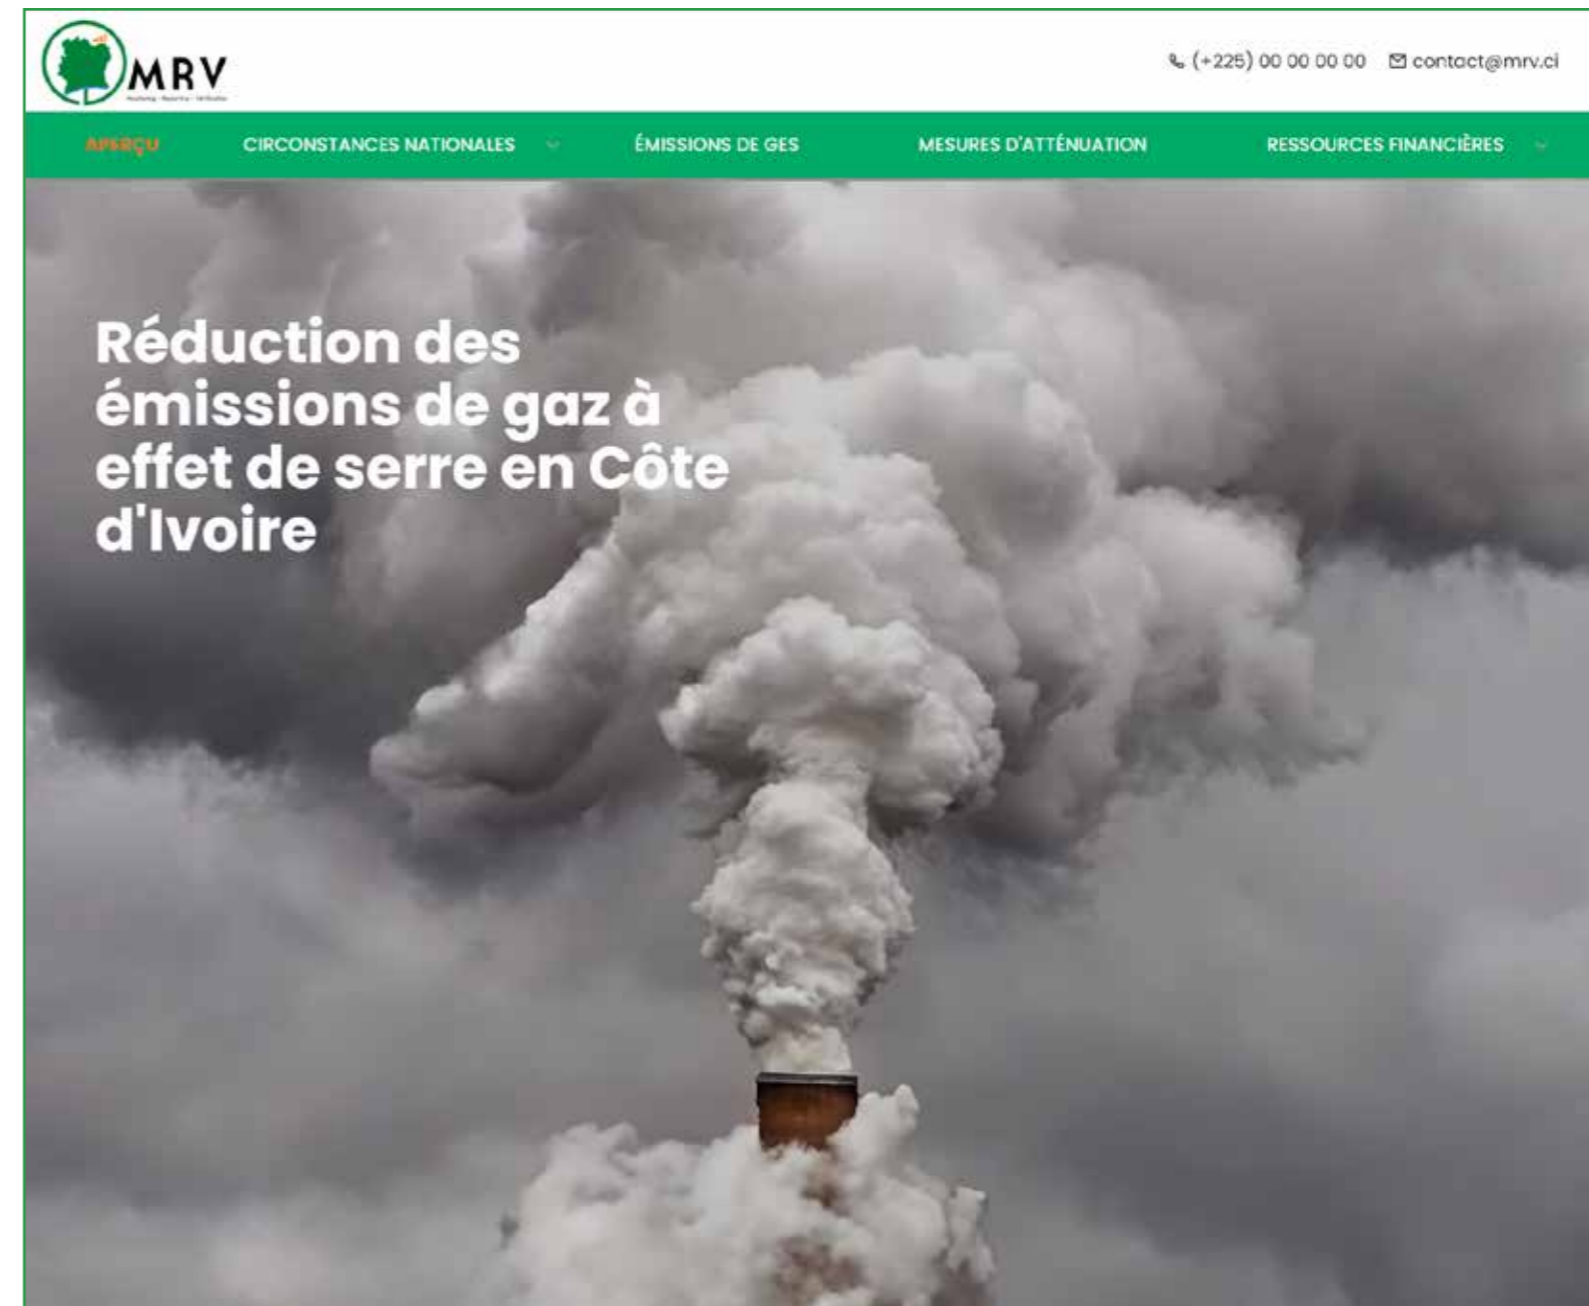 MRV
(+225) 00 00 00 00 contact@mrv.ci
APERÇU CIRCONSTANCES NATIONALES ÉMISSIONS DE GES MESURES D'ATTÉNUATION RESSOURCES FINANCIÈRES
Réduction des
émissions de gaz à
effet de serre en Côte
d'Ivoire